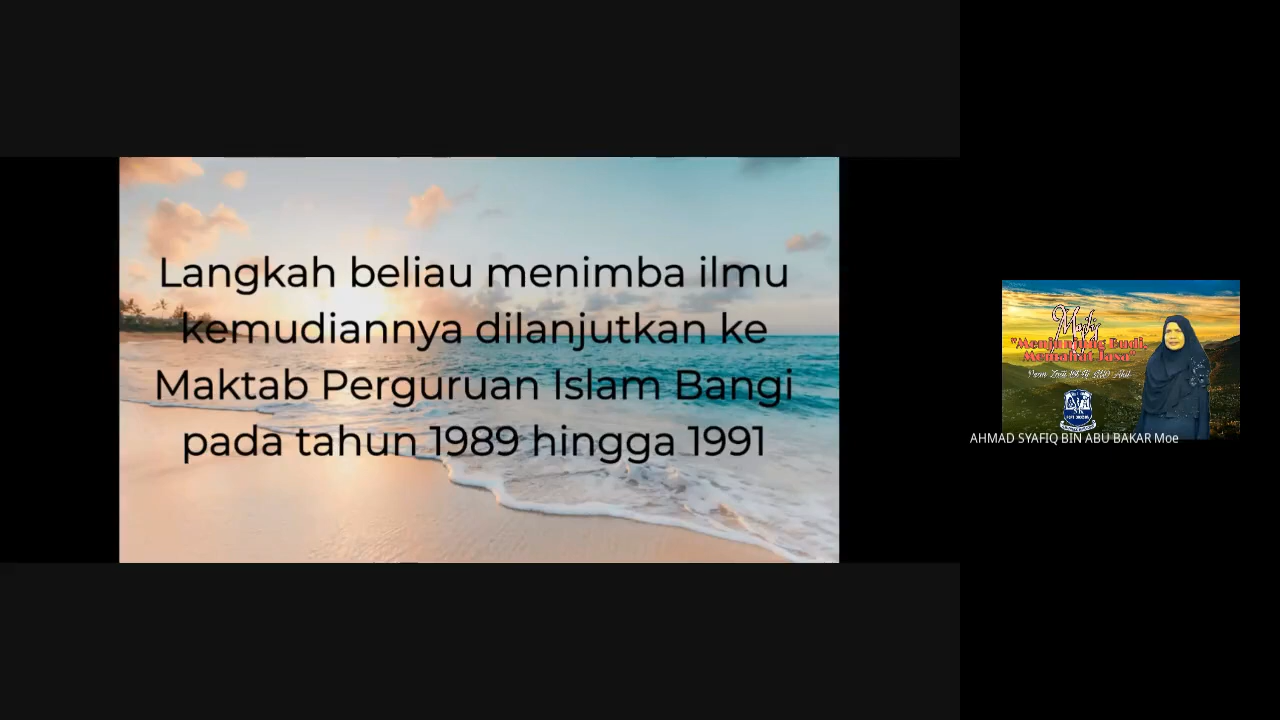 Langkah beliau menimba ilmu
kemudiannya dilanjutkan ke
Maktab Perguruan Islam Bangi
pada tahun 1989 hingga 1991
"Menjunjung Budi,
Memahat Jasa"
AHMAD SYAFIQ BIN ABU BAKAR Moe